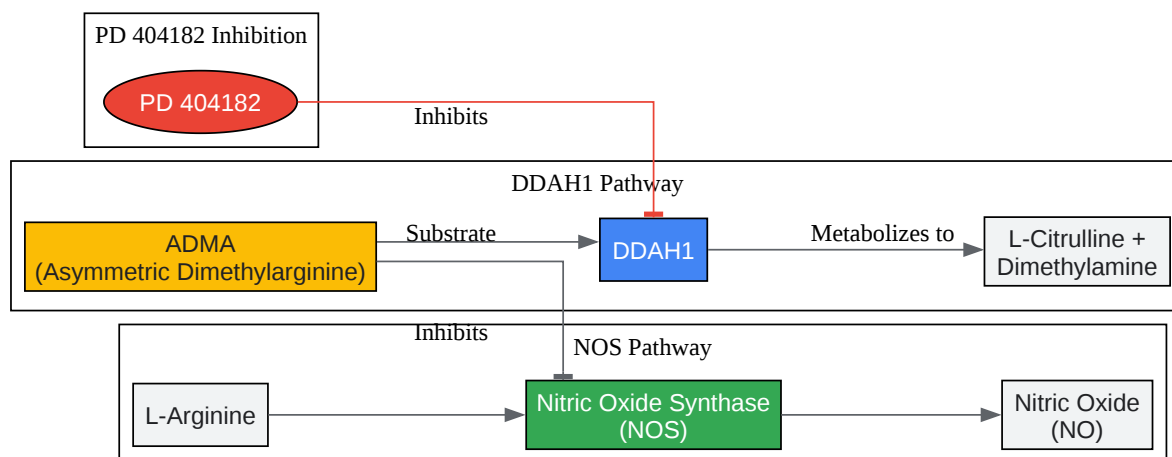 PD 404182 Inhibition
PD 404182
Inhibits
DDAH1 Pathway
ADMA
(Asymmetric Dimethylarginine)
Substrate
DDAH1
Metabolizes to
L-Citrulline +
Dimethylamine
Inhibits
NOS Pathway
L-Arginine
Nitric Oxide Synthase
(NOS)
Nitric Oxide
(NO)